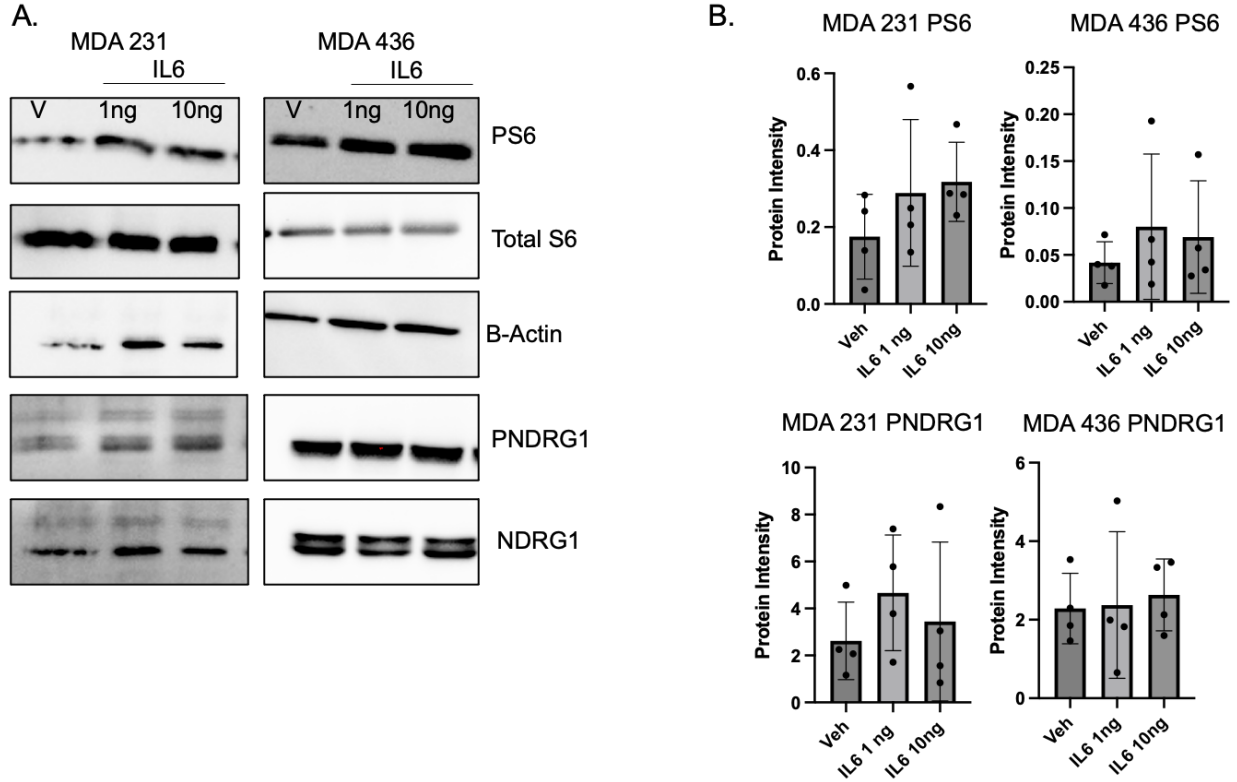 A.
MDA 231
IL6
V 1ng 10ng
MDA 436
IL6
V 1ng 10ng
PS6
Total S6
B-Actin
PNDRG1
NDRG1
B.
MDA 231 PS6
Protein Intensity
0.6
0.4
0.2
0.0
Veh
IL6 1 ng
IL6 10ng
MDA 436 PS6
Protein Intensity
0.25
0.20
0.15
0.10
0.05
0.00
Veh
IL6 1 ng
IL6 10ng
MDA 231 PNDRG1
Protein Intensity
10
8
6
4
2
0
Veh
IL6 1 ng
IL6 10ng
MDA 436 PNDRG1
Protein Intensity
6
4
2
0
Veh
IL6 1ng
IL6 10ng